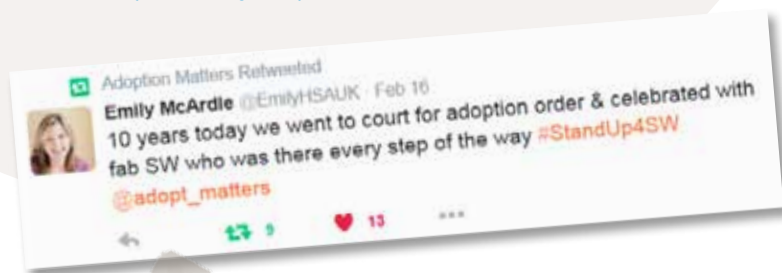 Adoption Matters Retweeted
Emily McArdle @EmilyHSAUK · Feb 16
10 years today we went to court for adoption order & celebrated with
fab SW who was there every step of the way #StandUp4SW
@adopt_matters
9 13